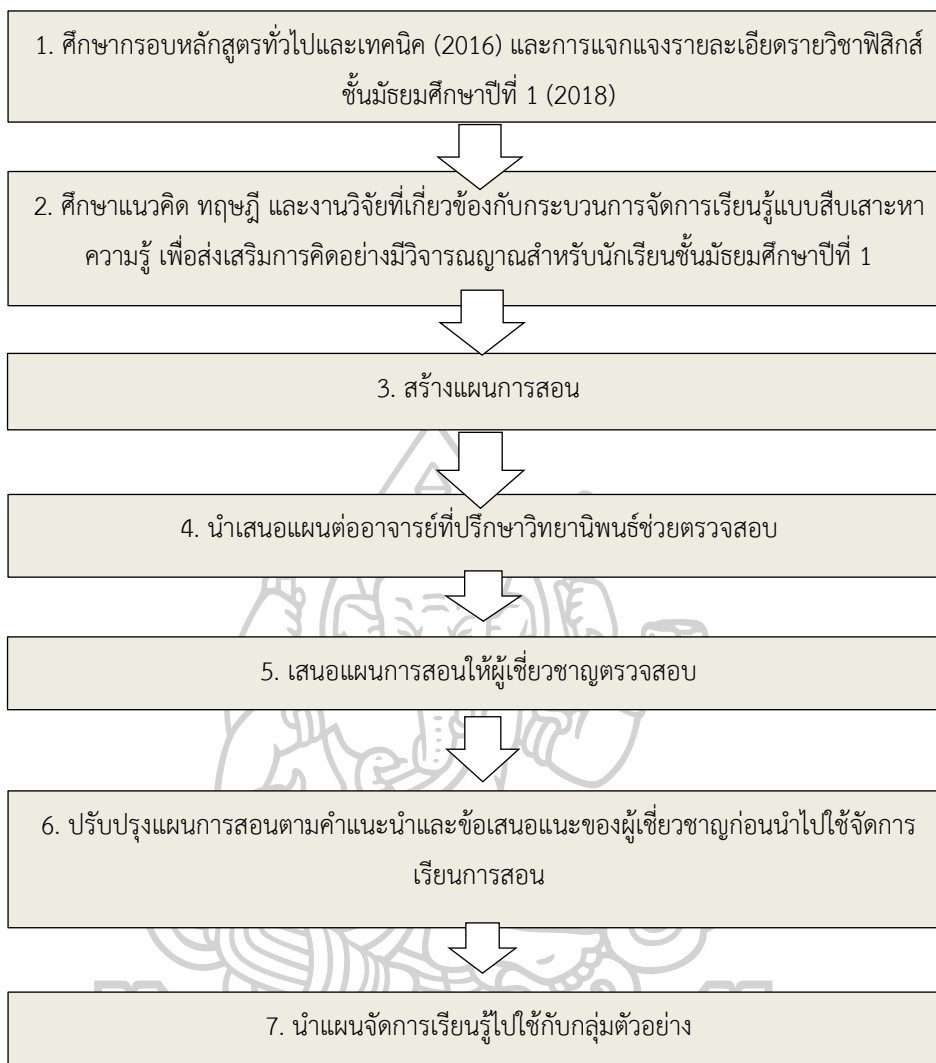 1. ศึกษากรอบหลักสูตรทั่วไปและเทคนิค (2016) และการแจกแจงรายละเอียดรายวิชาฟิสิกส์
ชั้นมัธยมศึกษาปีที่ 1 (2018)
2. ศึกษาแนวคิด ทฤษฎี และงานวิจัยที่เกี่ยวข้องกับกระบวนการจัดการเรียนรู้แบบสืบเสาะหา
ความรู้ เพื่อส่งเสริมการคิดอย่างมีวิจารณญาณสำหรับนักเรียนชั้นมัธยมศึกษาปีที่ 1
3. สร้างแผนการสอน
4. นำเสนอแผนต่ออาจารย์ที่ปรึกษาวิทยานิพนธ์ช่วยตรวจสอบ
5. เสนอแผนการสอนให้ผู้เชี่ยวชาญตรวจสอบ
6. ปรับปรุงแผนการสอนตามคำแนะนำและข้อเสนอแนะของผู้เชี่ยวชาญก่อนนำไปใช้จัดการ
เรียนการสอน
7. นำแผนจัดการเรียนรู้ไปใช้กับกลุ่มตัวอย่าง